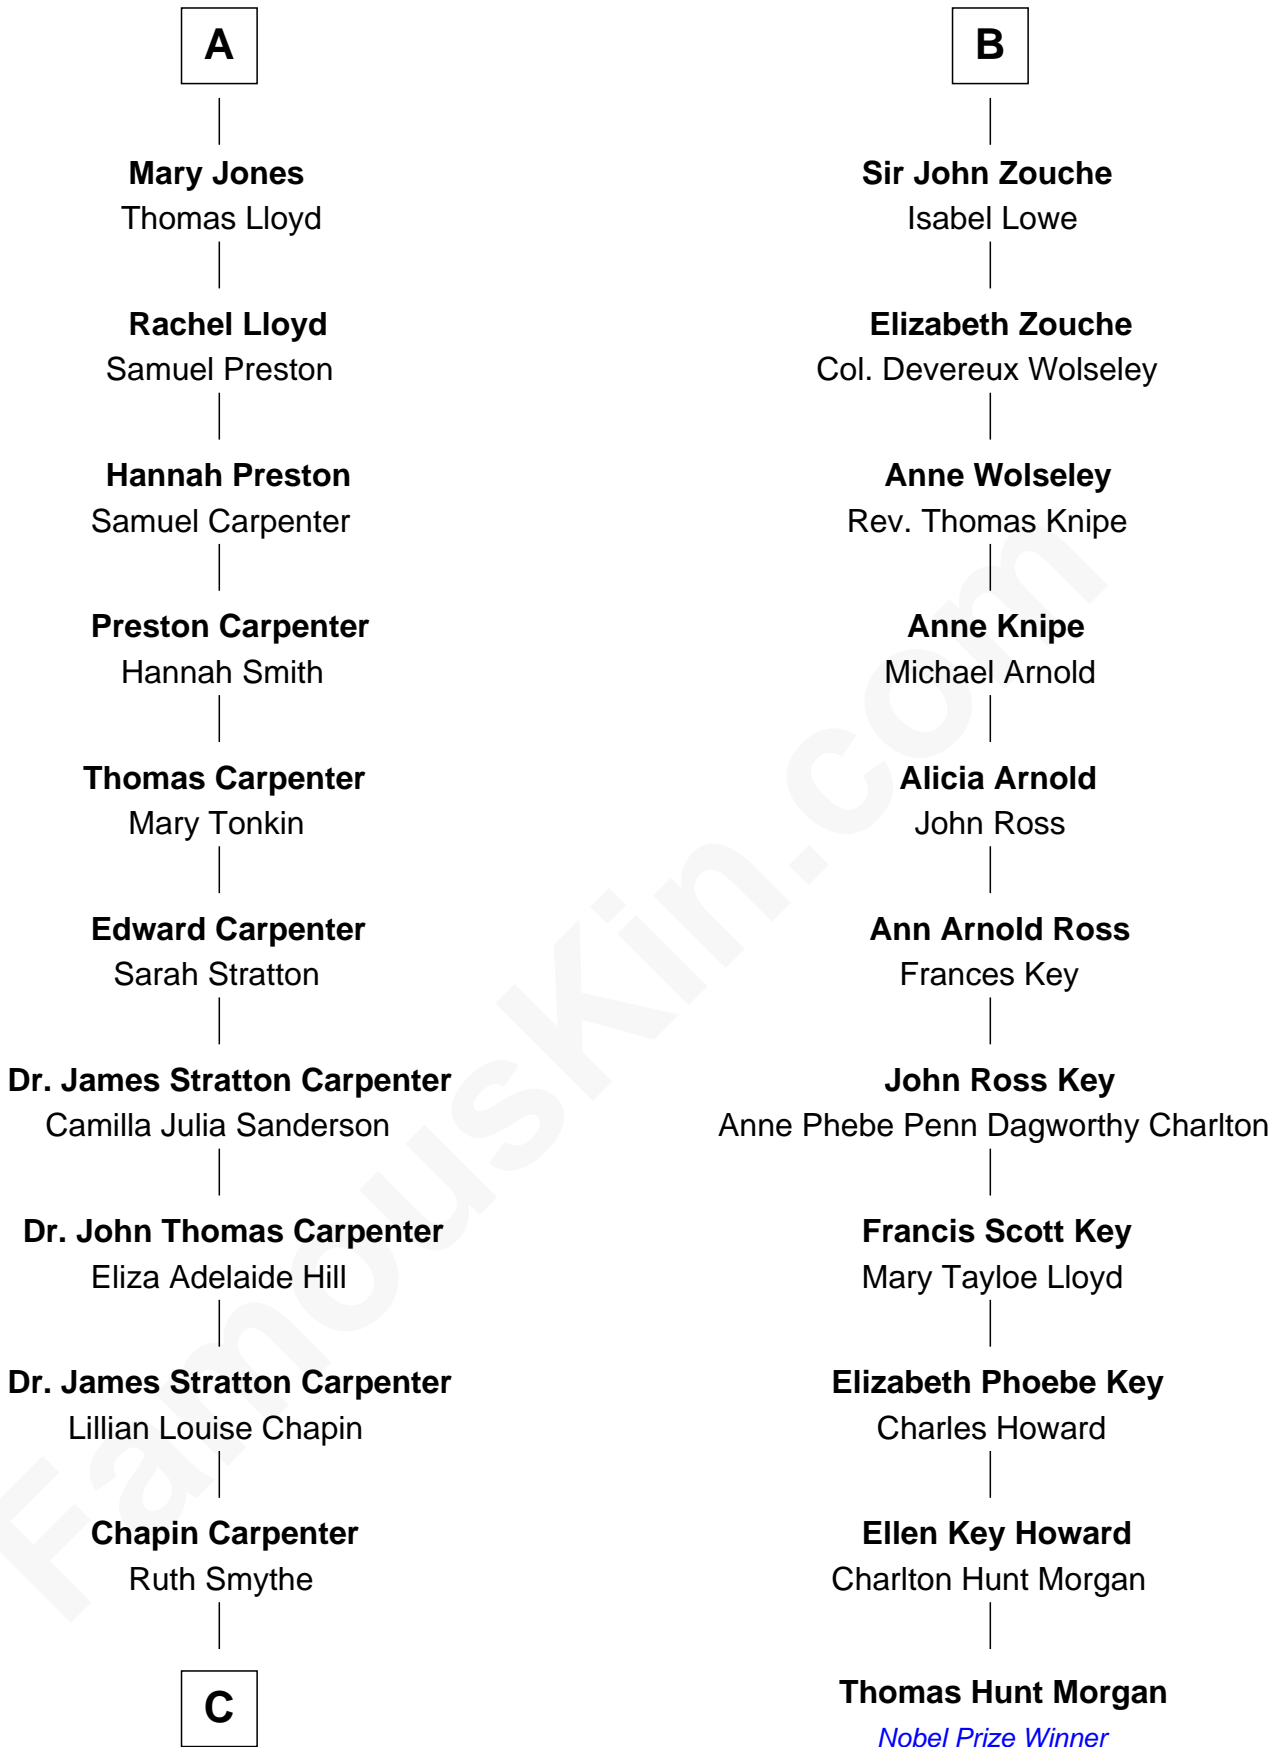 A
Mary Jones
Thomas Lloyd
Rachel Lloyd
Samuel Preston
Hannah Preston
Samuel Carpenter
Preston Carpenter
Hannah Smith
Thomas Carpenter
Mary Tonkin
Edward Carpenter
Sarah Stratton
Dr. James Stratton Carpenter
Camilla Julia Sanderson
Dr. John Thomas Carpenter
Eliza Adelaide Hill
Dr. James Stratton Carpenter
Lillian Louise Chapin
Chapin Carpenter
Ruth Smythe
C
B
Sir John Zouche
Isabel Lowe
Elizabeth Zouche
Col. Devereux Wolseley
Anne Wolseley
Rev. Thomas Knipe
Anne Knipe
Michael Arnold
Alicia Arnold
John Ross
Ann Arnold Ross
Frances Key
John Ross Key
Anne Phebe Penn Dagworthy Charlton
Francis Scott Key
Mary Tayloe Lloyd
Elizabeth Phoebe Key
Charles Howard
Ellen Key Howard
Charlton Hunt Morgan
Thomas Hunt Morgan
Nobel Prize Winner
FamousKin.com